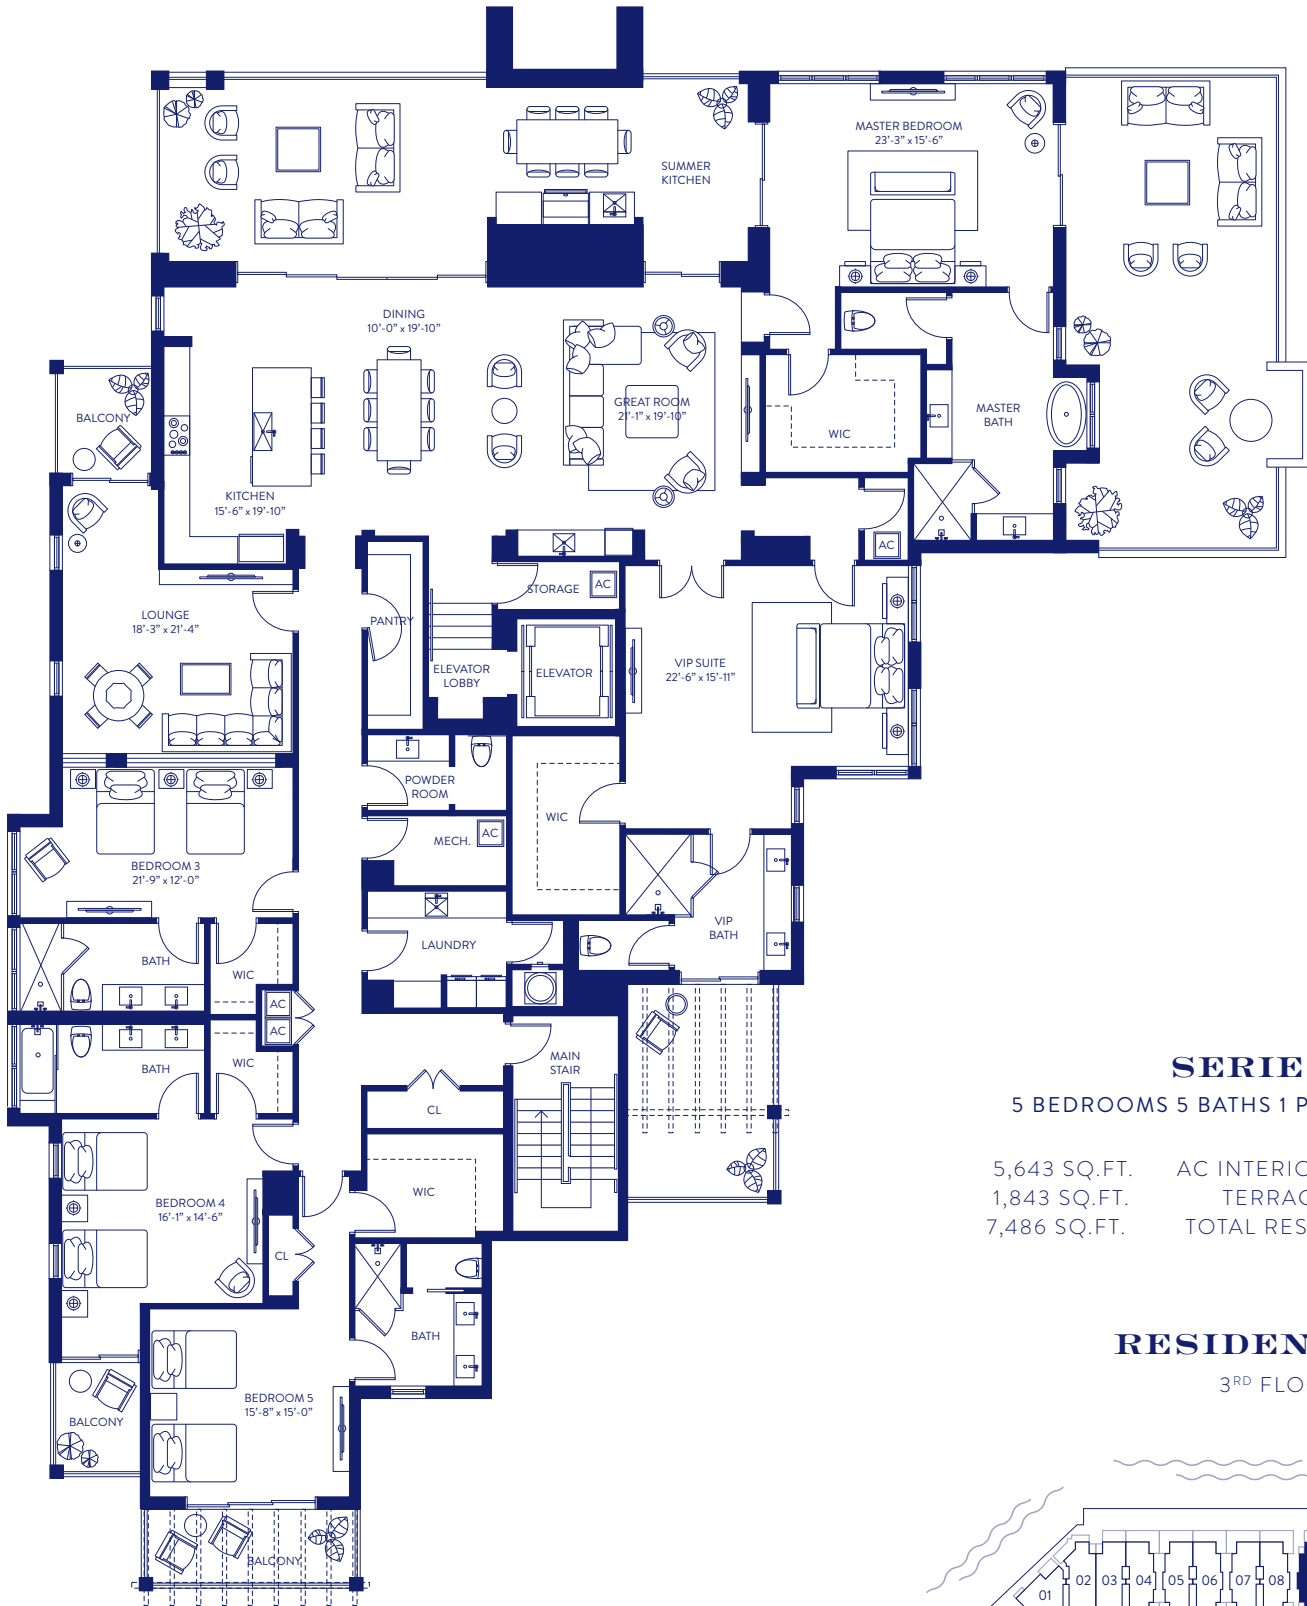 MASTER BEDROOM
23'-3" x 15'-6"
SUMMER
KITCHEN
DINING
10'-0" x 19'-10"
BALCONY
GREAT ROOM
21'-1" x 19'-10"
WIC
MASTER
BATH
KITCHEN
15'-6" x 19'-10"
AC
STORAGE
AC
LOUNGE
18'-3" x 21'-4"
PANTRY
ELEVATOR
LOBBY
ELEVATOR
VIP SUITE
22'-6" x 15'-11"
POWDER
ROOM
WIC
MECH.
AC
BEDROOM 3
21'-9" x 12'-0"
VIP
BATH
LAUNDRY
BATH
WIC
AC
AC
BATH
WIC
MAIN
STAIR
CL
WIC
BEDROOM 4
16'-1" x 14'-6"
CL
BATH
BEDROOM 5
15'-8" x 15'-0"
BALCONY
BALCONY
SERIE
5 BEDROOMS 5 BATHS 1 P
5,643 SQ.FT. AC INTERIO
1,843 SQ.FT. TERRAC
7,486 SQ.FT. TOTAL RES
RESIDEN
3RD FLO
01 02 03 04 05 06 07 08